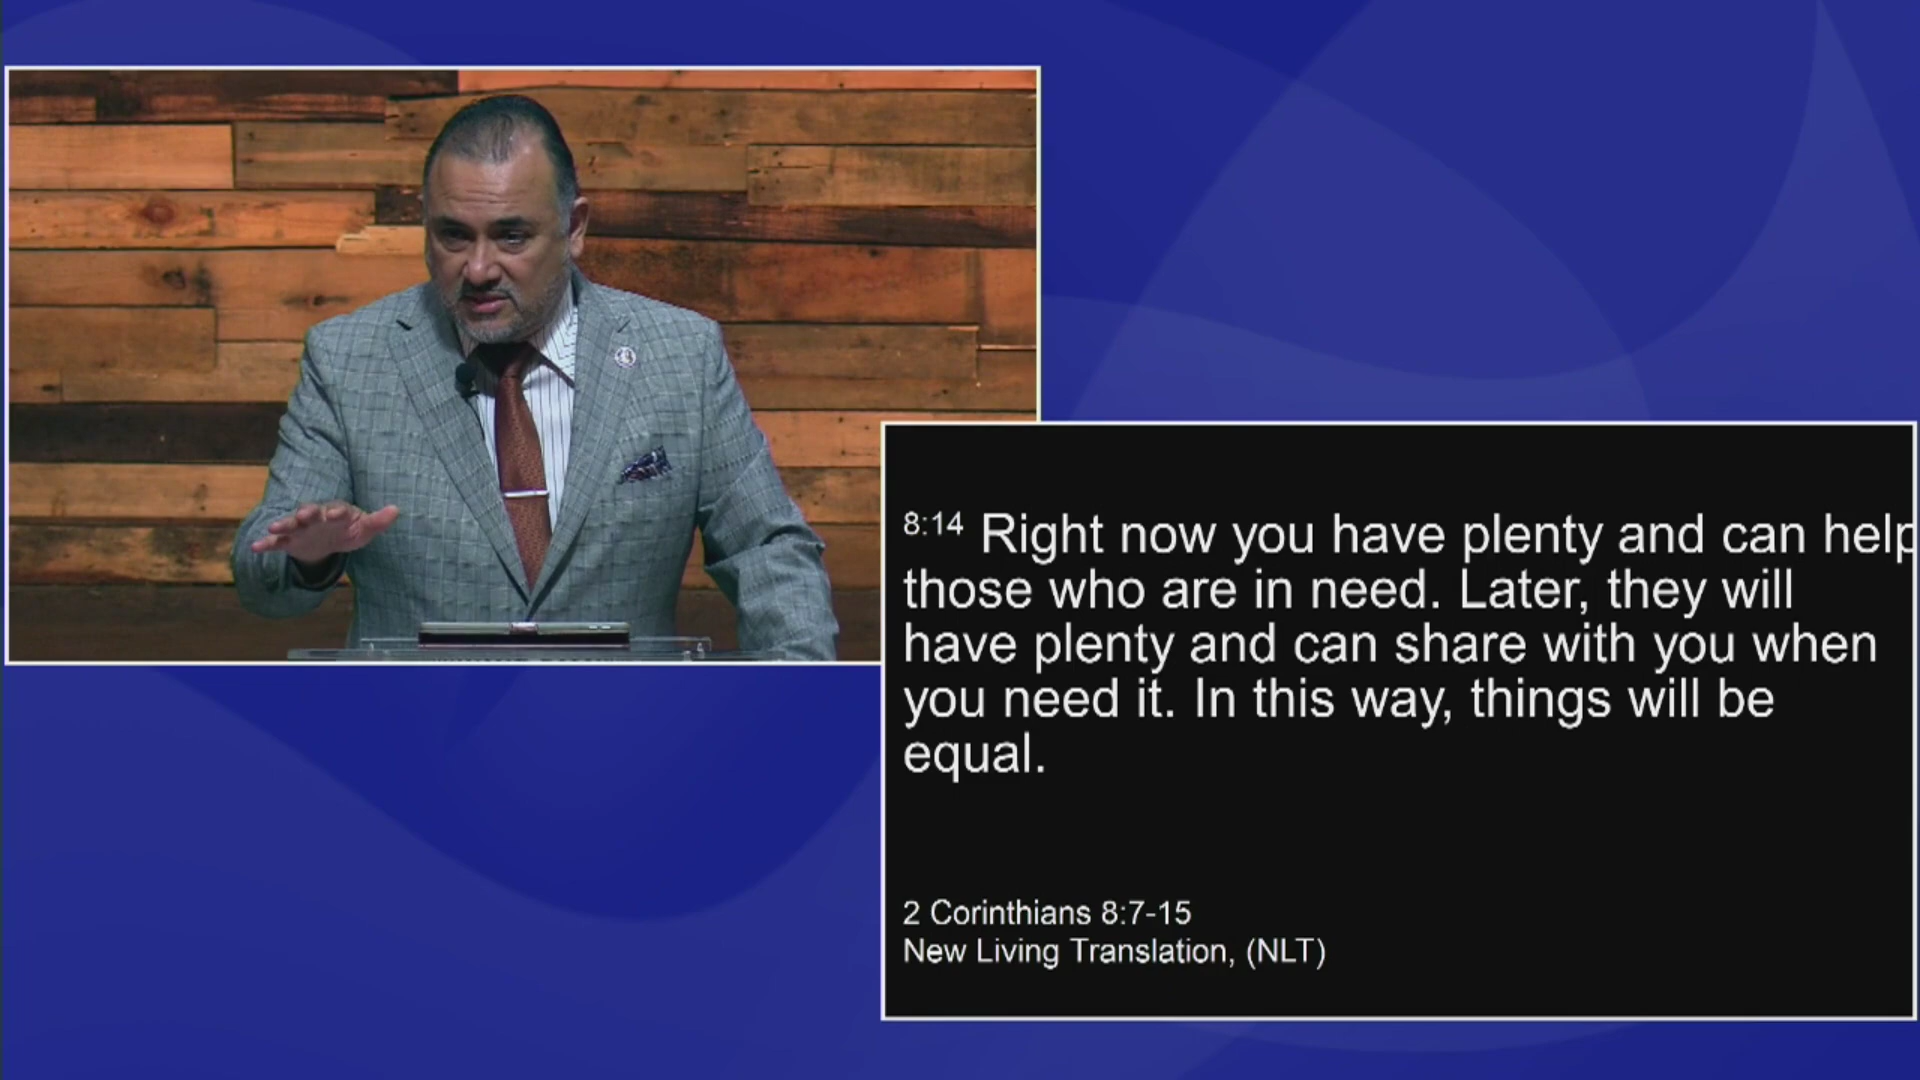 8:14 Right now you have plenty and can help
those who are in need. Later, they will
have plenty and can share with you when
you need it. In this way, things will be
equal.
2 Corinthians 8:7-15
New Living Translation, (NLT)